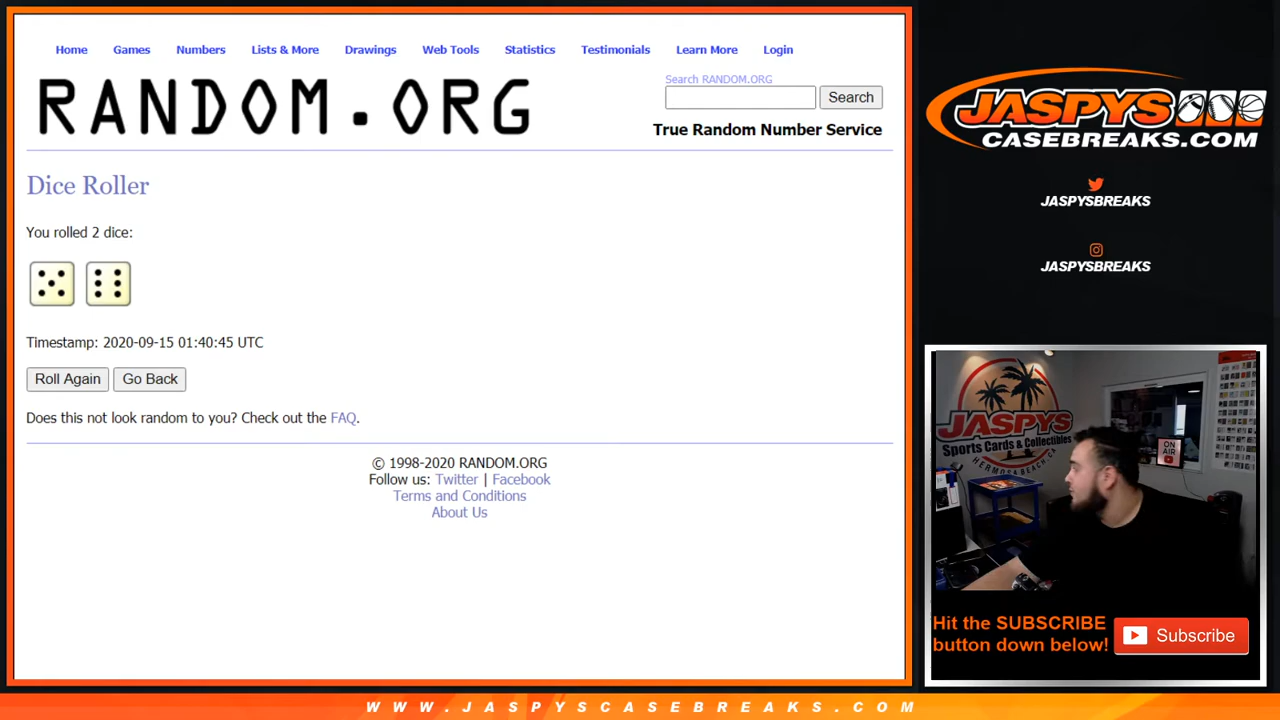 Home Games Numbers Lists & More Drawings Web Tools Statistics Testimonials Learn More Login
RANDOM.ORG
Search RANDOM.ORG
Search
True Random Number Service
Dice Roller
You rolled 2 dice:
Timestamp: 2020-09-15 01:40:45 UTC
Roll Again Go Back
Does this not look random to you? Check out the FAQ.
© 1998-2020 RANDOM.ORG
Follow us: Twitter | Facebook
Terms and Conditions
About Us
JASPYS
CASEBREAKS.COM
JASPYSBREAKS
JASPYSBREAKS
JASPYS
Sports Cards & Collectibles
HERMOSA BEACH-CA
ON
AIR
Hit the SUBSCRIBE
button down below!
Subscribe
WWW.JASPYSCASEBREAKS.COM